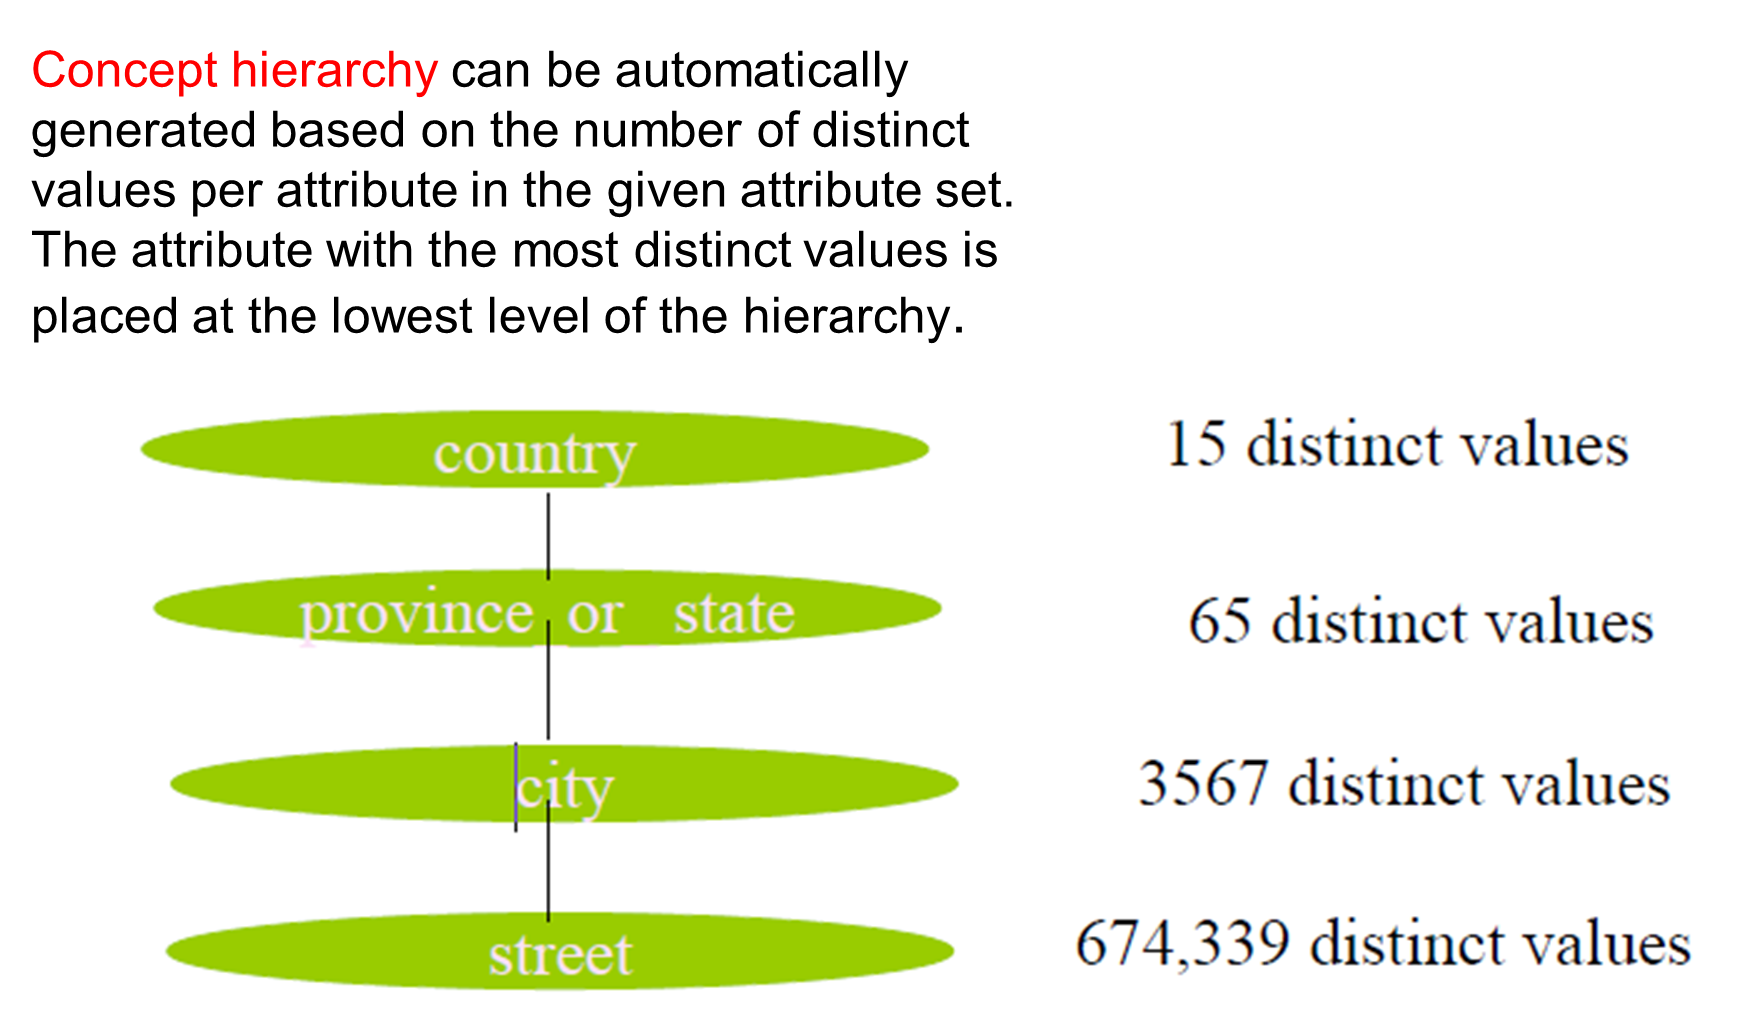 Concept hierarchy can be automatically
generated based on the number of distinct
values per attribute in the given attribute set.
The attribute with the most distinct values is
placed at the lowest level of the hierarchy.
country 15 distinct values
province or state 65 distinct values
city 3567 distinct values
street 674,339 distinct values